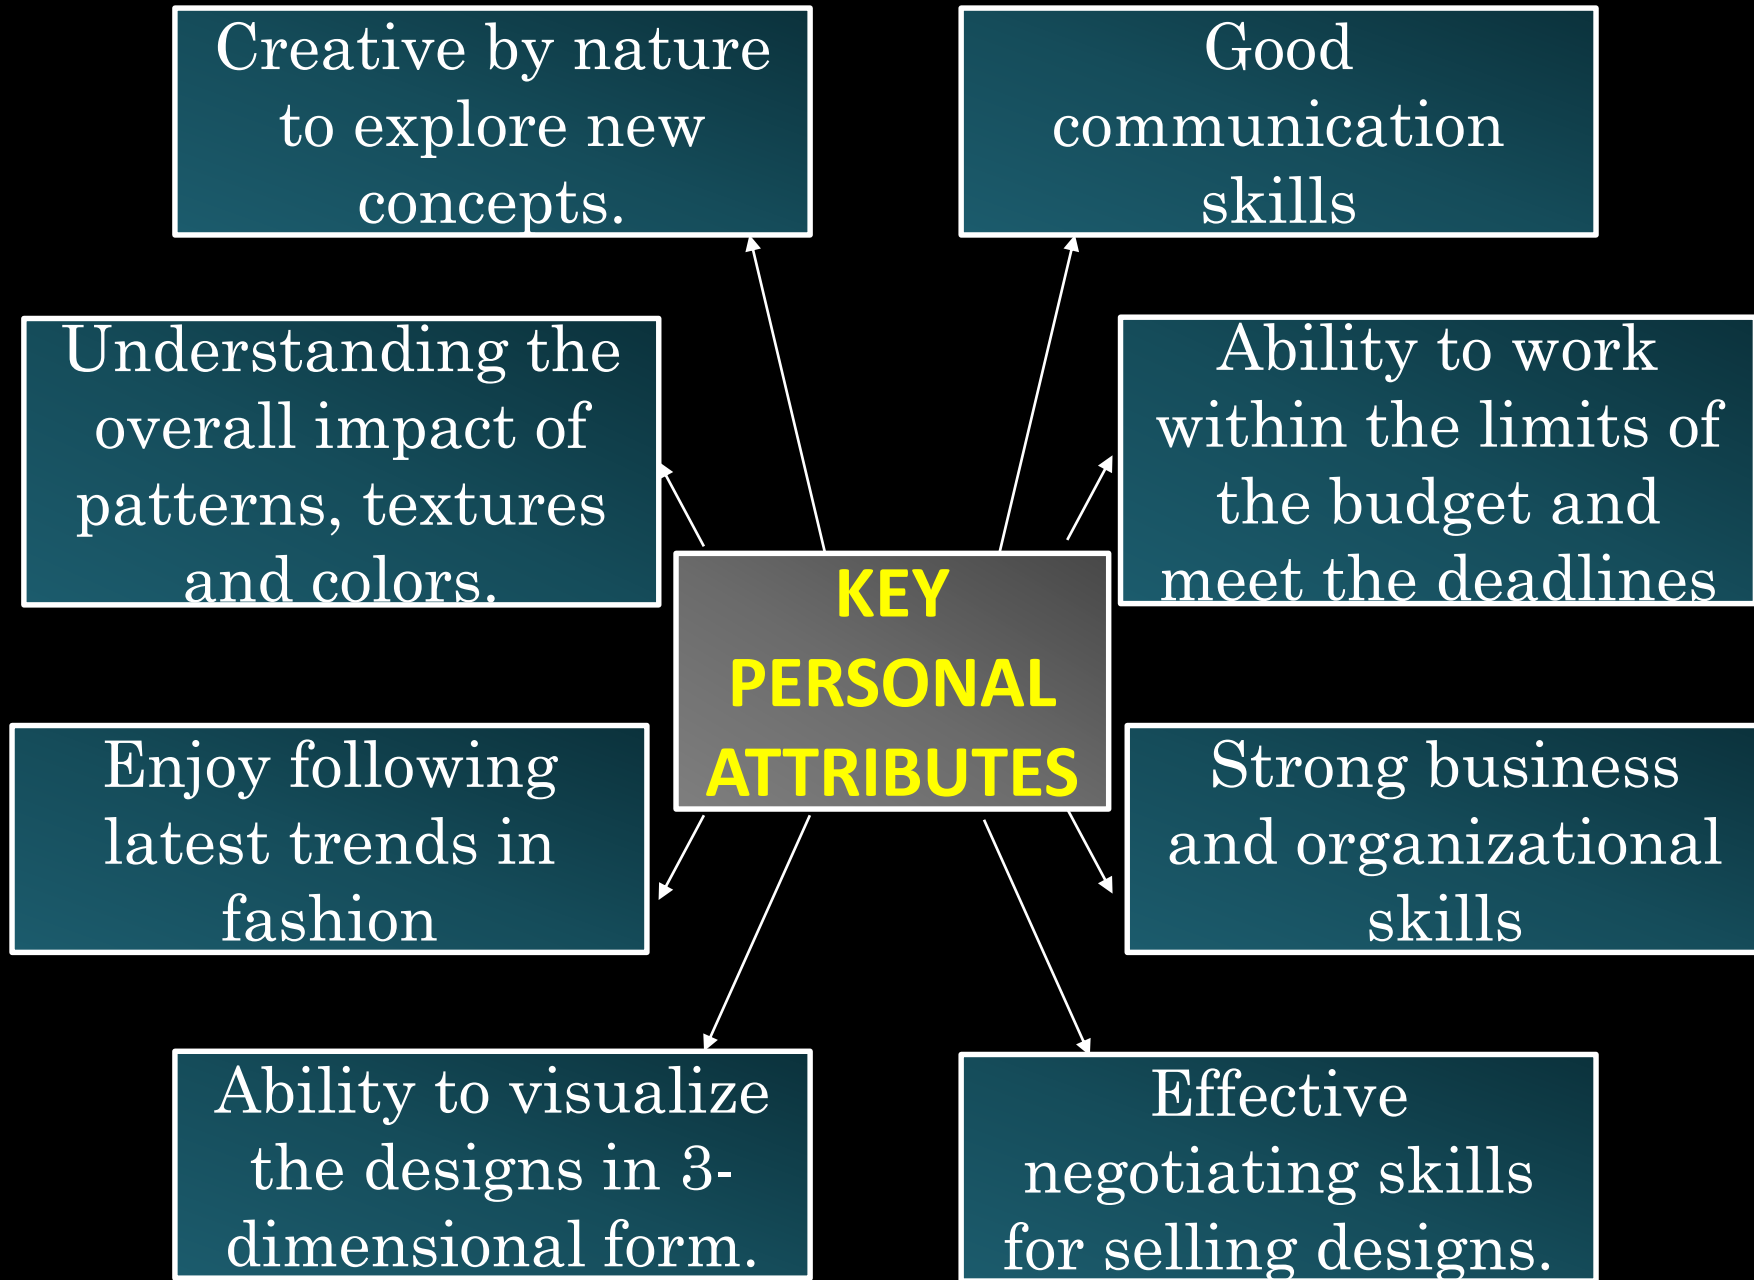 Creative by nature
to explore new
concepts.
Good
communication
skills
Understanding the
overall impact of
patterns, textures
and colors.
Ability to work
within the limits of
the budget and
meet the deadlines
KEY
PERSONAL
ATTRIBUTES
Enjoy following
latest trends in
fashion
Strong business
and organizational
skills
Ability to visualize
the designs in 3-
dimensional form.
Effective
negotiating skills
for selling designs.